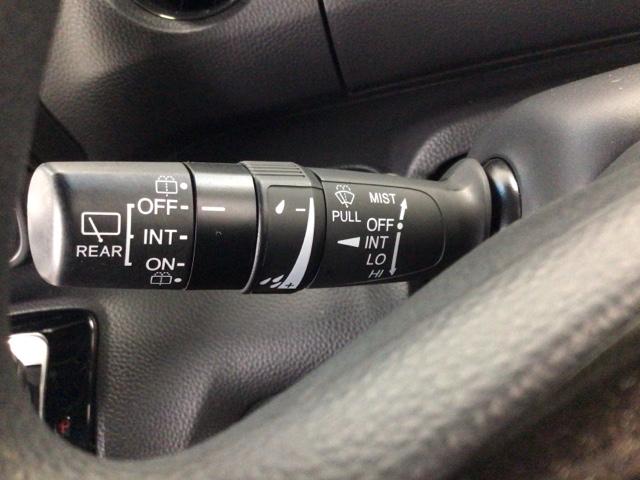 REAR
OFF
INT
ON
PULL
MIST
OFF
INT
LO
HI